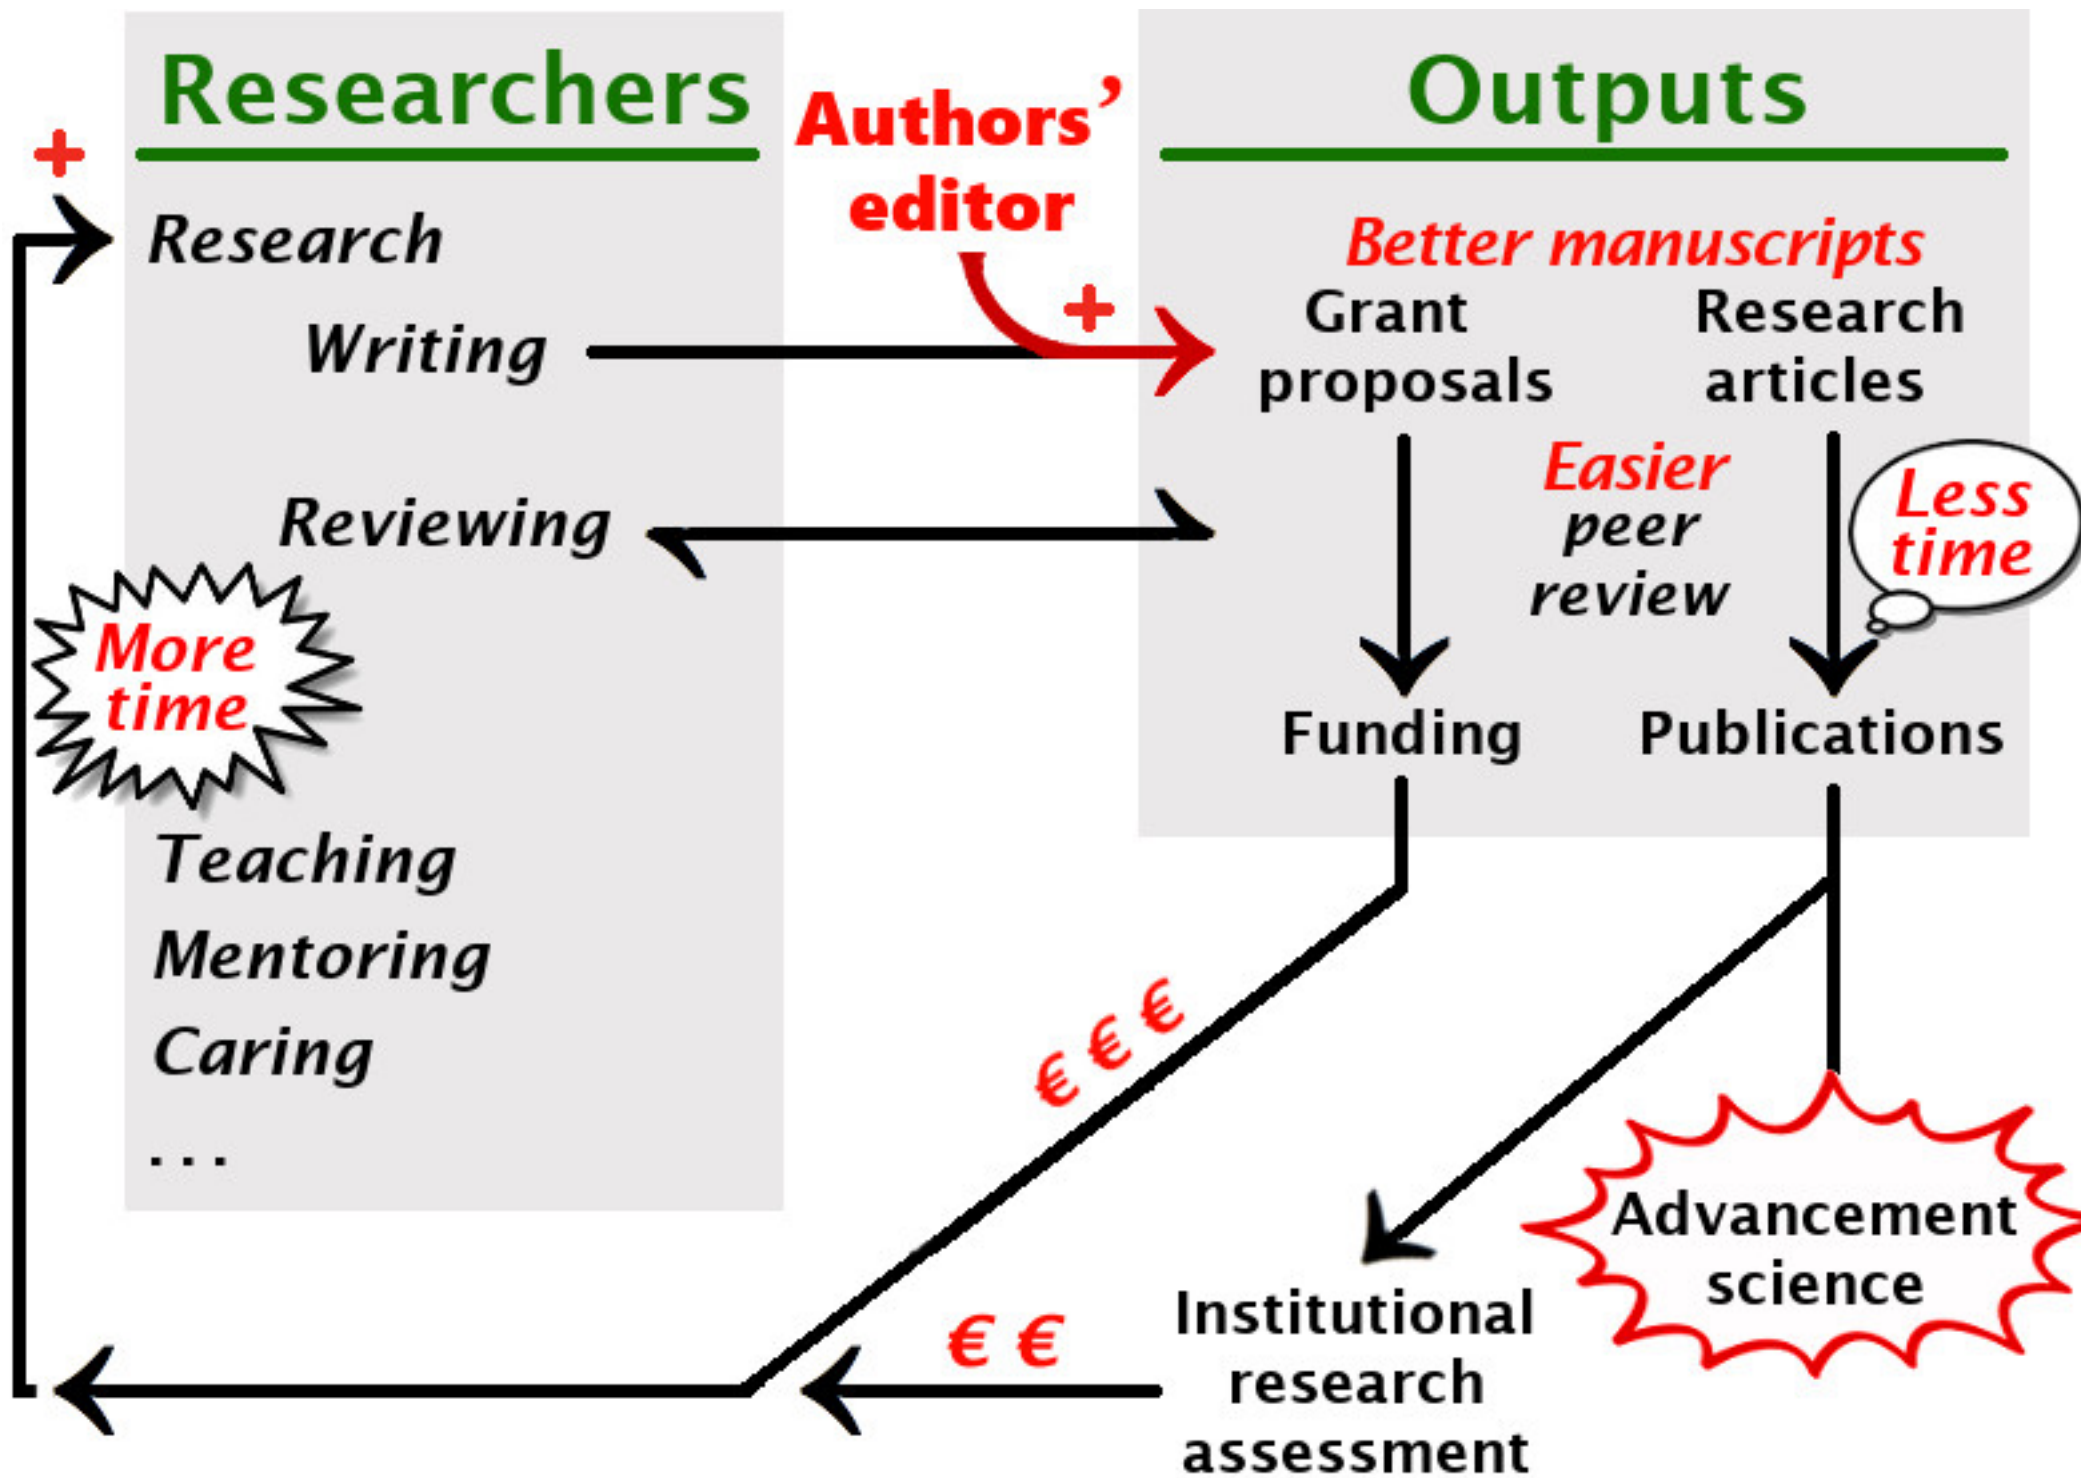 Researchers
+
Research
Writing
Reviewing
More
time
Teaching
Mentoring
Caring
...
Authors’
editor
+
Outputs
Better manuscripts
Grant
proposals
Research
articles
Easier
peer
review
Less
time
Funding
Publications
€ € €
€ €
Institutional
research
assessment
Advancement
science